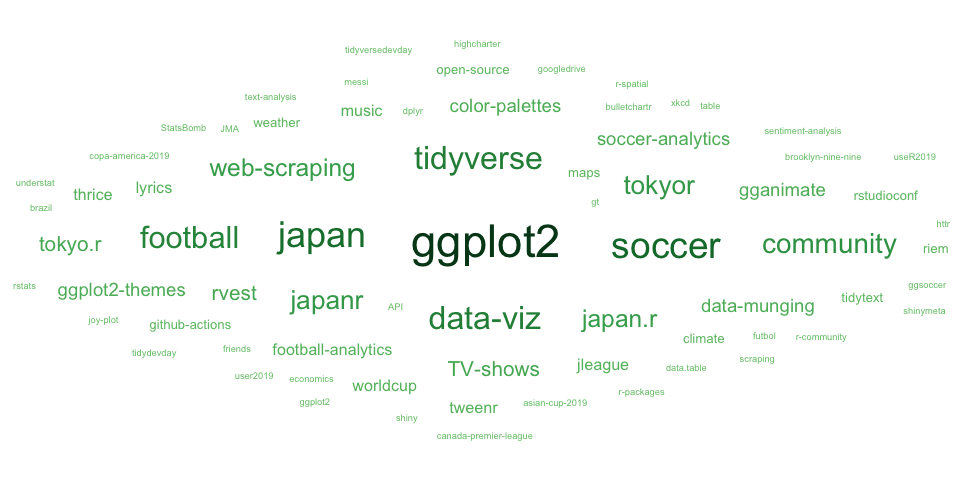 highcharter
tidyversedevday
open-source
googledrive
messi
r-spatial
text-analysis
music
dplyr
color-palettes
bulletchartr
xkcd
table
StatsBomb
JMA
weather
soccer-analytics
sentiment-analysis
copa-america-2019
web-scraping
tidyverse
maps
brooklyn-nine-nine
useR2019
understat
thrice
lyrics
tokyor
gganimate
rstudioconf
brazil
gt
httr
tokyo.r
football
japan
ggplot2
soccer
community
riem
rstats
ggplot2-themes
rvest
japanr
API
data-munging
tidytext
ggsoccer
joy-plot
github-actions
data-viz
japan.r
shinymeta
tidydevday
friends
football-analytics
climate
futbol
r-community
user2019
economics
worldcup
TV-shows
jleague
data.table
scraping
ggplot2
tweenr
asian-cup-2019
r-packages
shiny
canada-premier-league